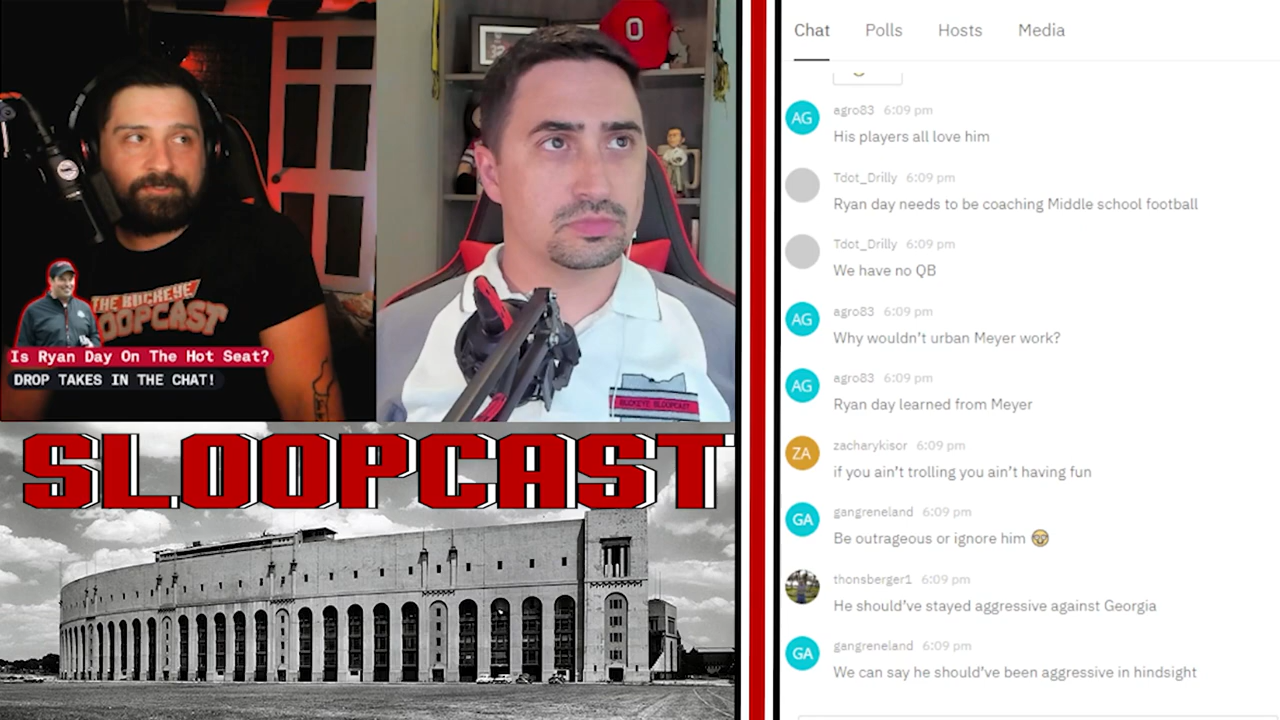 THE BUCKEYE
SLOOPCAST
Is Ryan Day On The Hot Seat?
DROP TAKES IN THE CHAT!
O
BUCKEYE SLOOPCAST
SLOOPCAST
Chat Polls Hosts Media
AG agro83 6:09 pm
His players all love him
Tdot_Drilly 6:09 pm
Ryan day needs to be coaching Middle school football
Tdot_Drilly 6:09 pm
We have no QB
AG agro83 6:09 pm
Why wouldn't urban Meyer work?
AG agro83 6:09 pm
Ryan day learned from Meyer
ZA zacharykisor 6:09 pm
if you ain't trolling you ain't having fun
GA gangreneland 6:09 pm
Be outrageous or ignore him 🤓
thonsberger1 6:09 pm
He should've stayed aggressive against Georgia
GA gangreneland 6:09 pm
We can say he should've been aggressive in hindsight